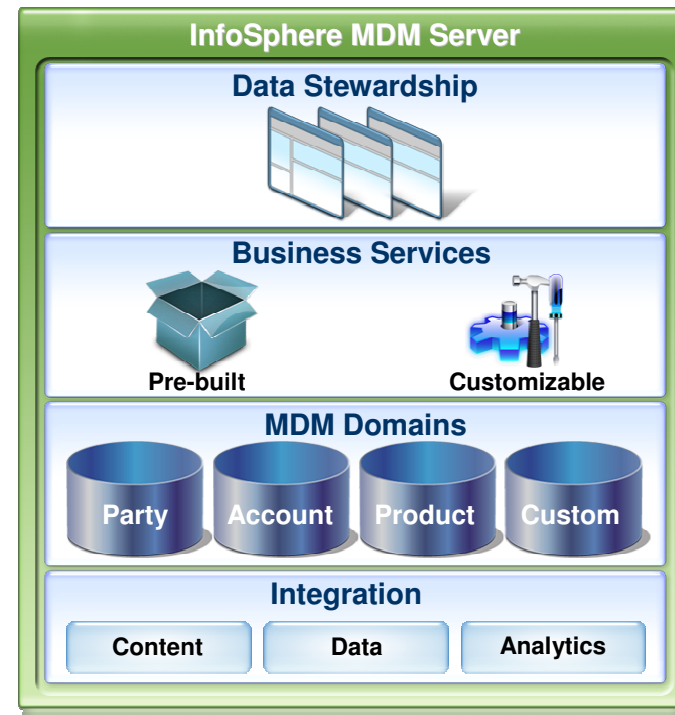 InfoSphere MDM Server
Data Stewardship
Business Services
Pre-built Customizable
MDM Domains
Party Account Product Custom
Integration
Content Data Analytics